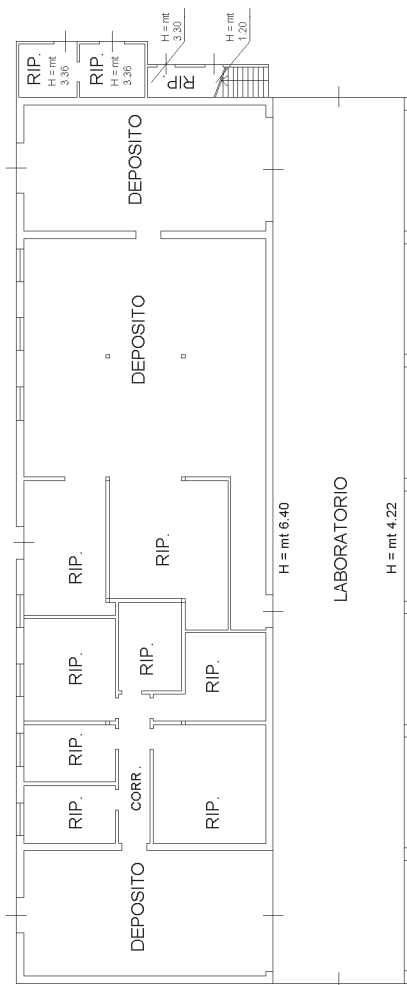 H = mt
3.30
H = mt
1.20
RIP.
H = mt
3.36
RIP.
H = mt
3.36
RIP
DEPOSITO
DEPOSITO
RIP.
RIP.
RIP.
RIP.
RIP.
RIP.
RIP.
RIP.
CORR.
DEPOSITO
H = mt 6.40
LABORATORIO
H = mt 4.22